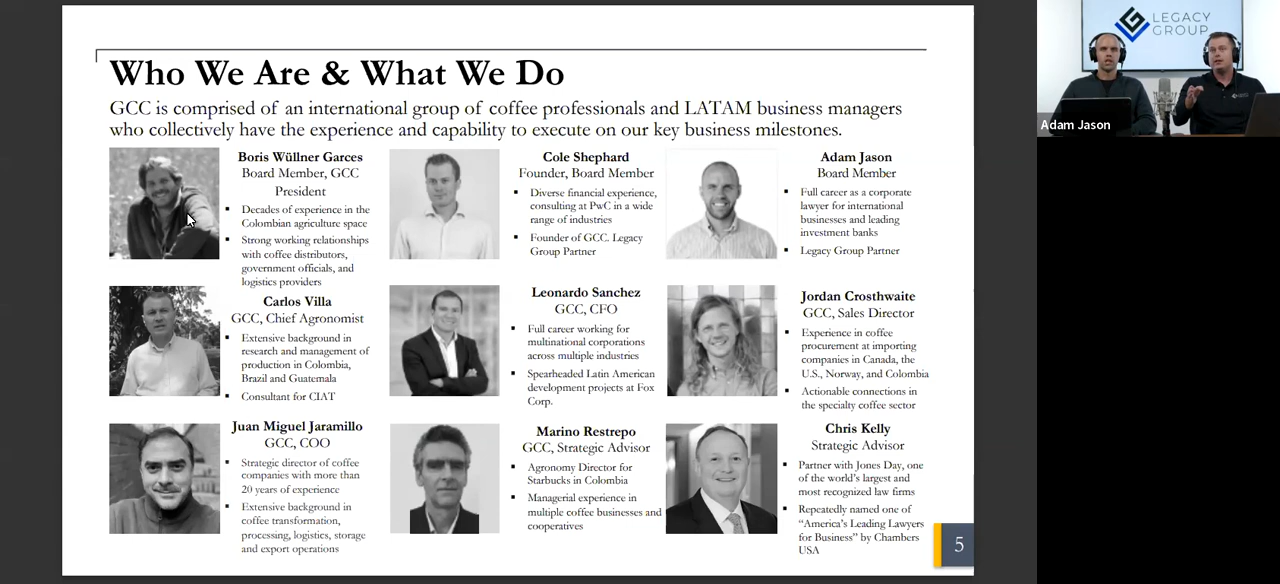 Who We Are & What We Do
GCC is comprised of an international group of coffee professionals and LATAM business managers
who collectively have the experience and capability to execute on our key business milestones.
Boris Wüllner Garces
Board Member, GCC
President
▪ Decades of experience in the
Colombian agriculture space
▪ Strong working relationships
with coffee distributors,
government officials, and
logistics providers
Cole Shephard
Founder, Board Member
▪ Diverse financial experience,
consulting at PwC in a wide
range of industries
▪ Founder of GCC. Legacy
Group Partner
Adam Jason
Board Member
▪ Full career as a corporate
lawyer for international
businesses and leading
investment banks
▪ Legacy Group Partner
Carlos Villa
GCC, Chief Agronomist
▪ Extensive background in
research and management of
production in Colombia,
Brazil and Guatemala
▪ Consultant for CIAT
Leonardo Sanchez
GCC, CFO
▪ Full career working for
multinational corporations
across multiple industries
▪ Spearheaded Latin American
development projects at Fox
Corp.
Jordan Crosthwaite
GCC, Sales Director
▪ Experience in coffee
procurement at importing
companies in Canada, the
U.S., Norway, and Colombia
▪ Actionable connections in
the specialty coffee sector
Juan Miguel Jaramillo
GCC, COO
▪ Strategic director of coffee
companies with more than
20 years of experience
▪ Extensive background in
coffee transformation,
processing, logistics, storage
and export operations
Marino Restrepo
GCC, Strategic Advisor
▪ Agronomy Director for
Starbucks in Colombia
▪ Managerial experience in
multiple coffee businesses and
cooperatives
Chris Kelly
Strategic Advisor
▪ Partner with Jones Day, one
of the world's largest and
most recognized law firms
▪ Repeatedly named one of
"America's Leading Lawyers
for Business" by Chambers
USA
5
LEGACY
GROUP
Adam Jason